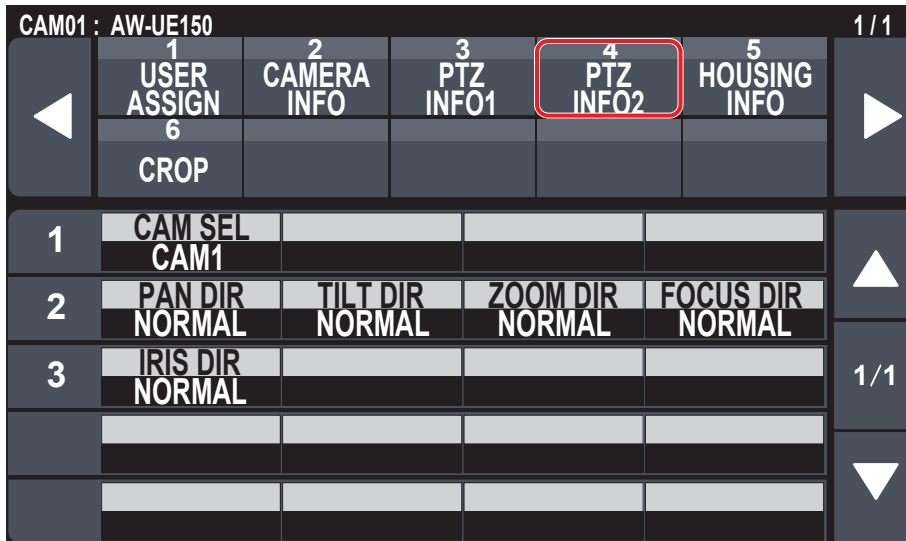 CAM01 : AW-UE150 1 / 1
1 2 3 4 5
USER ASSIGN
CAMERA INFO
PTZ INFO1
PTZ INFO2
HOUSING INFO
6
CROP
1 CAM SEL
CAM1
2 PAN DIR TILT DIR ZOOM DIR FOCUS DIR
NORMAL NORMAL NORMAL NORMAL
3 IRIS DIR
NORMAL
1/1